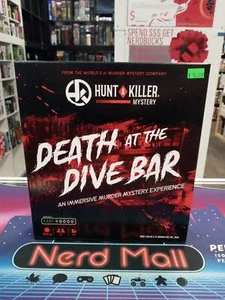 SPEND $$$ GET
NERDBUCKS
FROM THE WORLD'S #1 MURDER MYSTERY COMPANY
HUNT A KILLER
MYSTERY
DEATH AT THE
DIVE BAR
AN IMMERSIVE MURDER MYSTERY EXPERIENCE
Nerd Mall